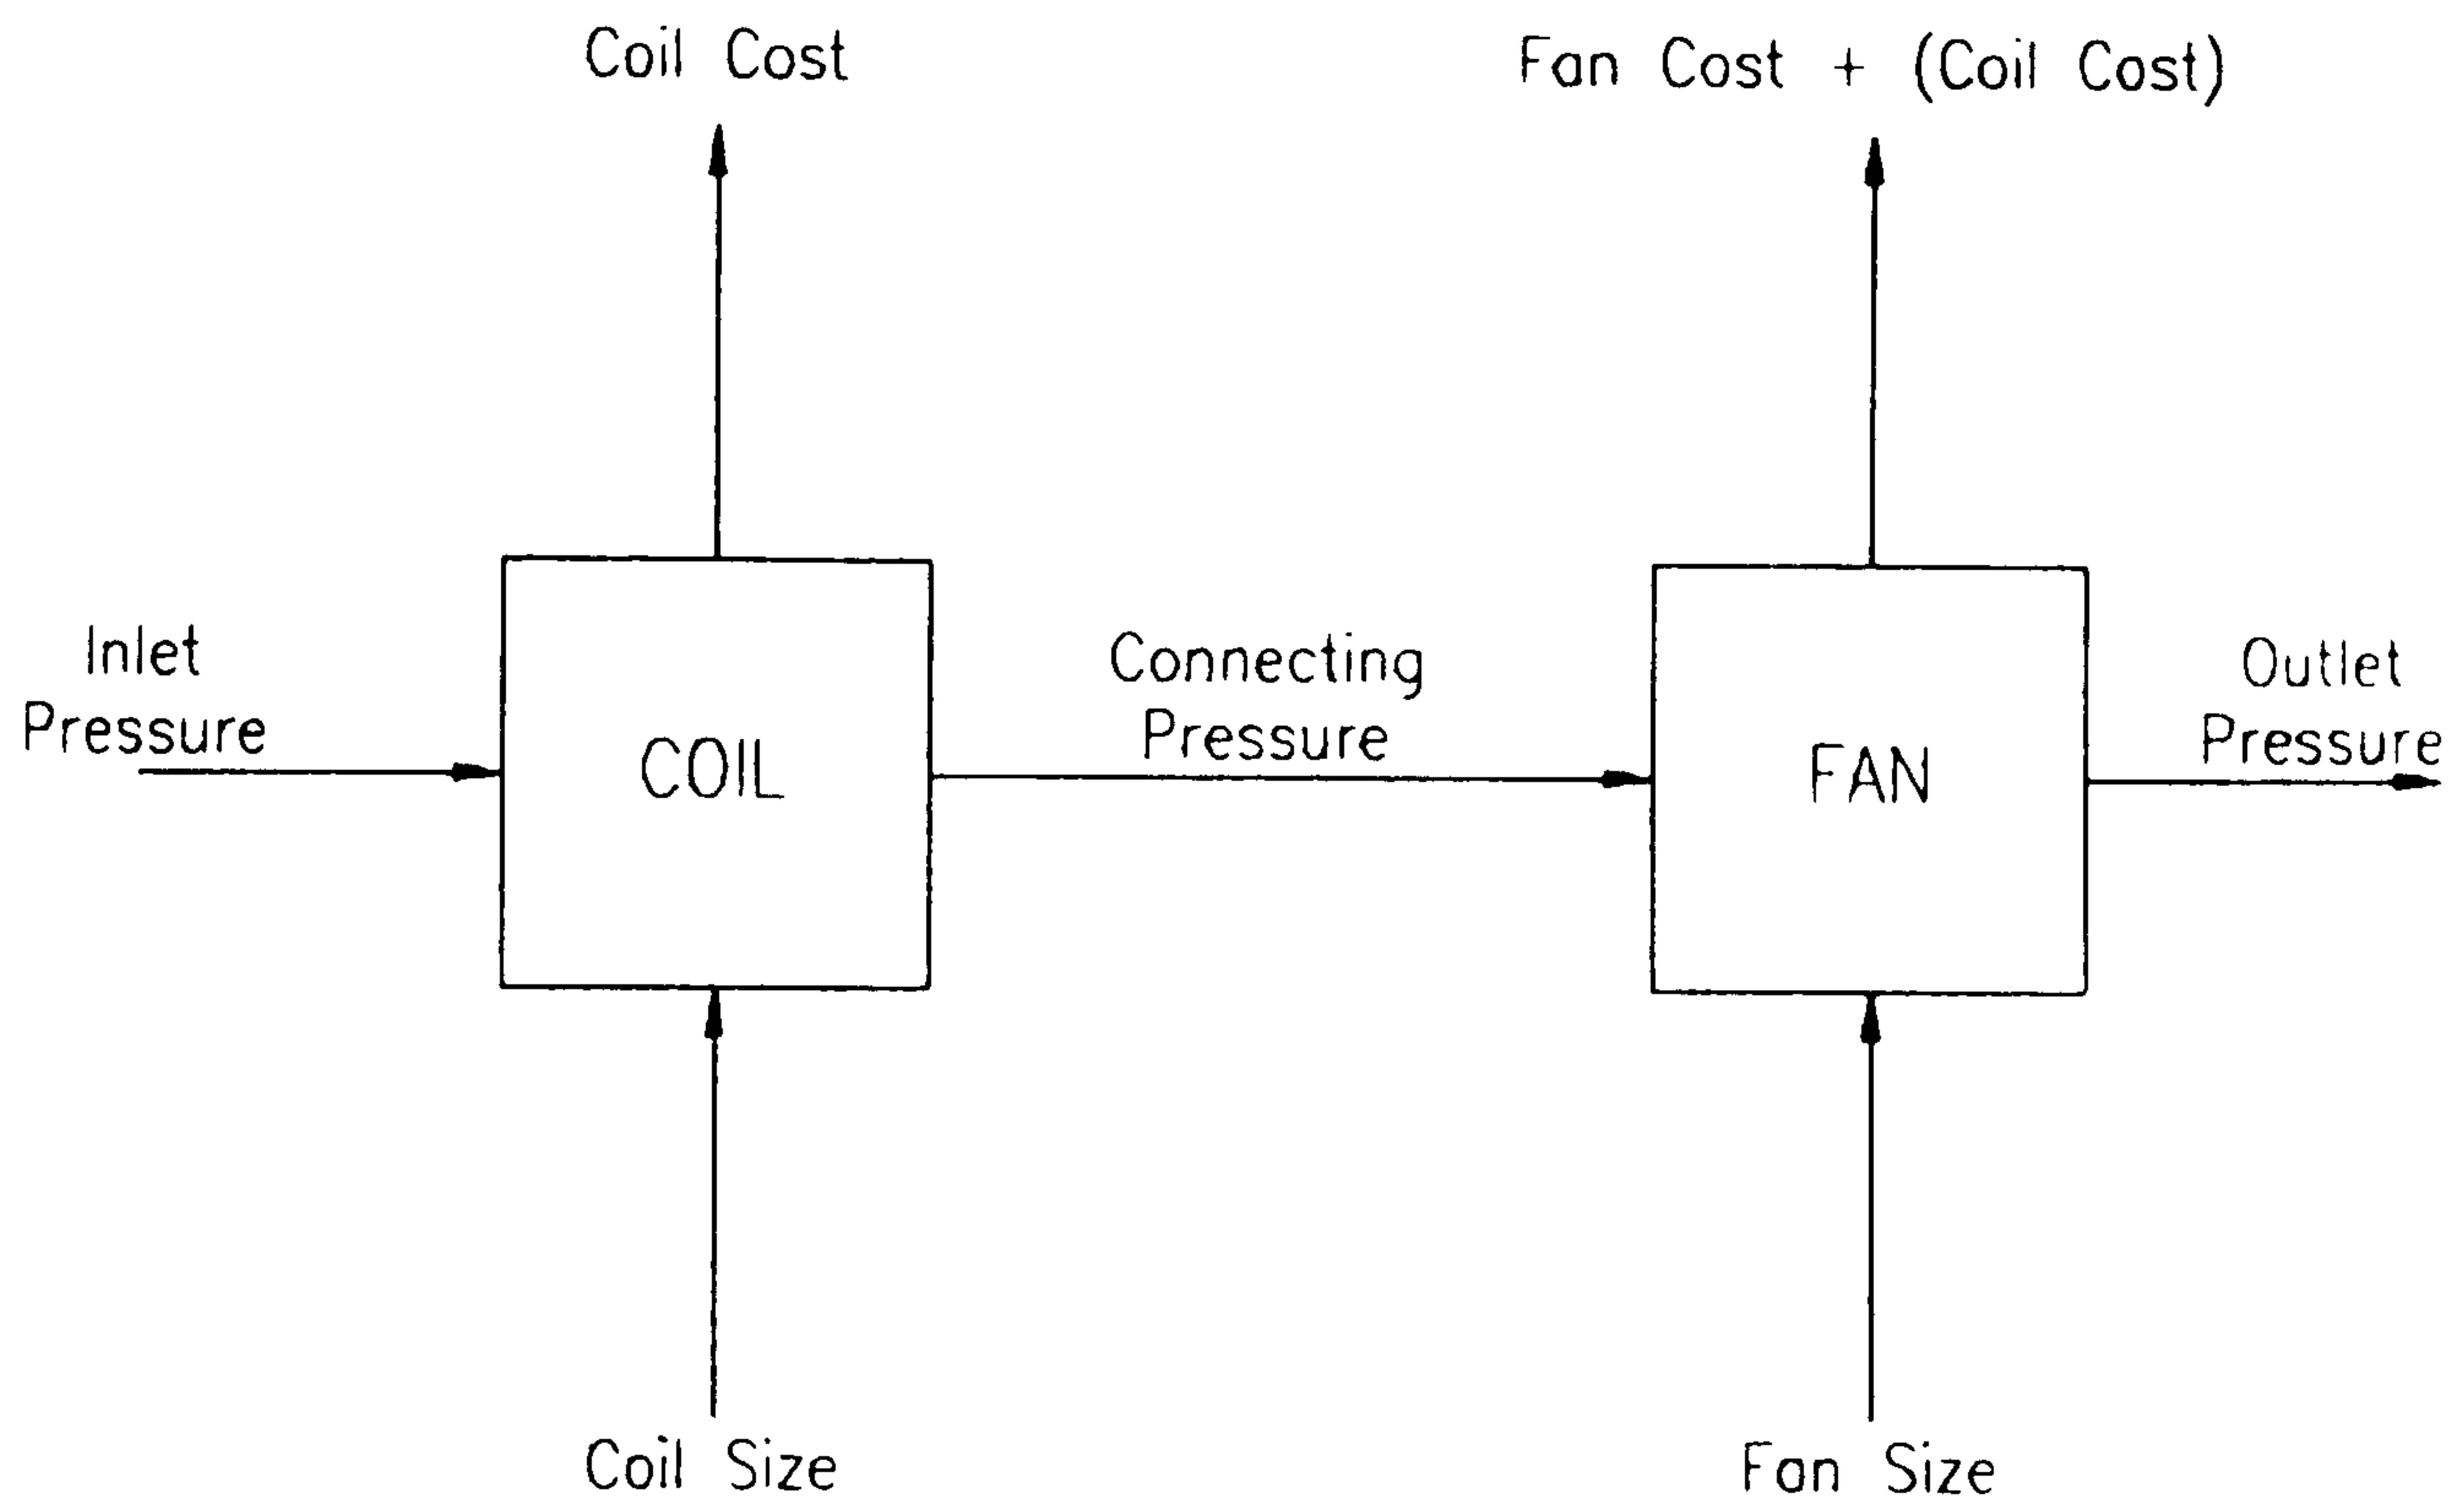 Coil Cost
Fan Cost + (Coil Cost)
Inlet
Pressure
COIL
Connecting
Pressure
FAN
Outlet
Pressure
Coil Size
Fan Size